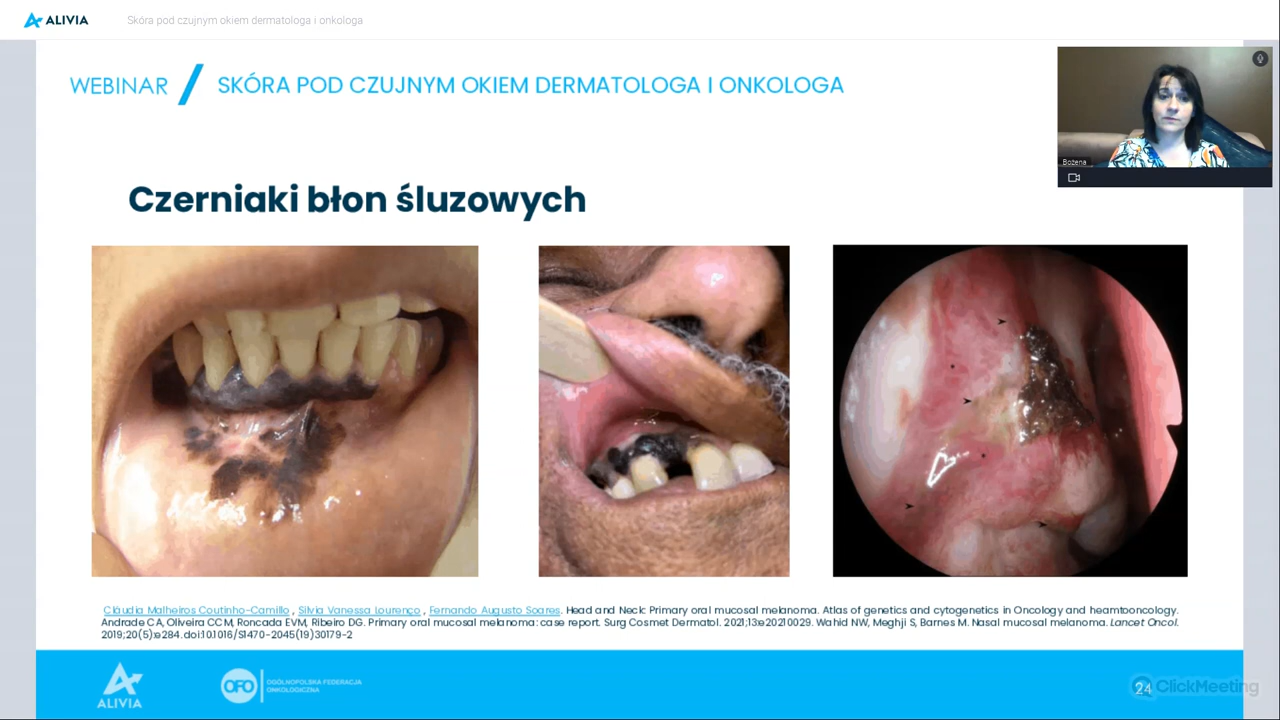 ALIVIA Skóra pod czujnym okiem dermatologa i onkologa
WEBINAR / SKÓRA POD CZUJNYM OKIEM DERMATOLOGA I ONKOLOGA
Bożena
Czerniaki błon śluzowych
Cláudia Malheiros Coutinho-Camillo , Silvia Vanessa Lourenço , Fernando Augusto Soares. Head and Neck: Primary oral mucosal melanoma. Atlas of genetics and cytogenetics in Oncology and heamtooncology.
Andrade CA, Oliveira CCM, Roncada EVM, Ribeiro DG. Primary oral mucosal melanoma: case report. Surg Cosmet Dermatol. 2021;13:e20210029. Wahid NW, Meghji S, Barnes M. Nasal mucosal melanoma. Lancet Oncol.
2019;20(5):e284. doi:10.1016/S1470-2045(19)30179-2
ALIVIA
OFO OGÓLNOPOLSKA FEDERACJA
ONKOLOGICZNA
24
ClickMeeting